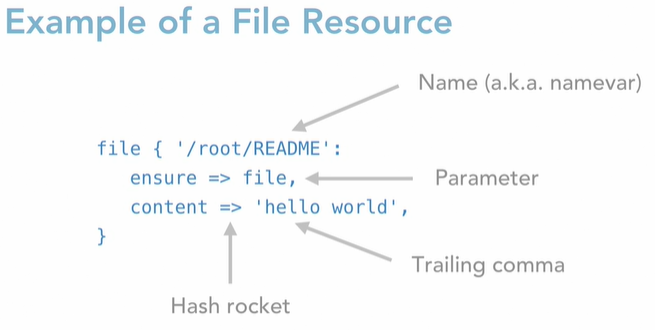 Example of a File Resource
Name (a.k.a. namevar)
file { '/root/README':
ensure => file,
Parameter
content => 'hello world',
}
Trailing comma
Hash rocket